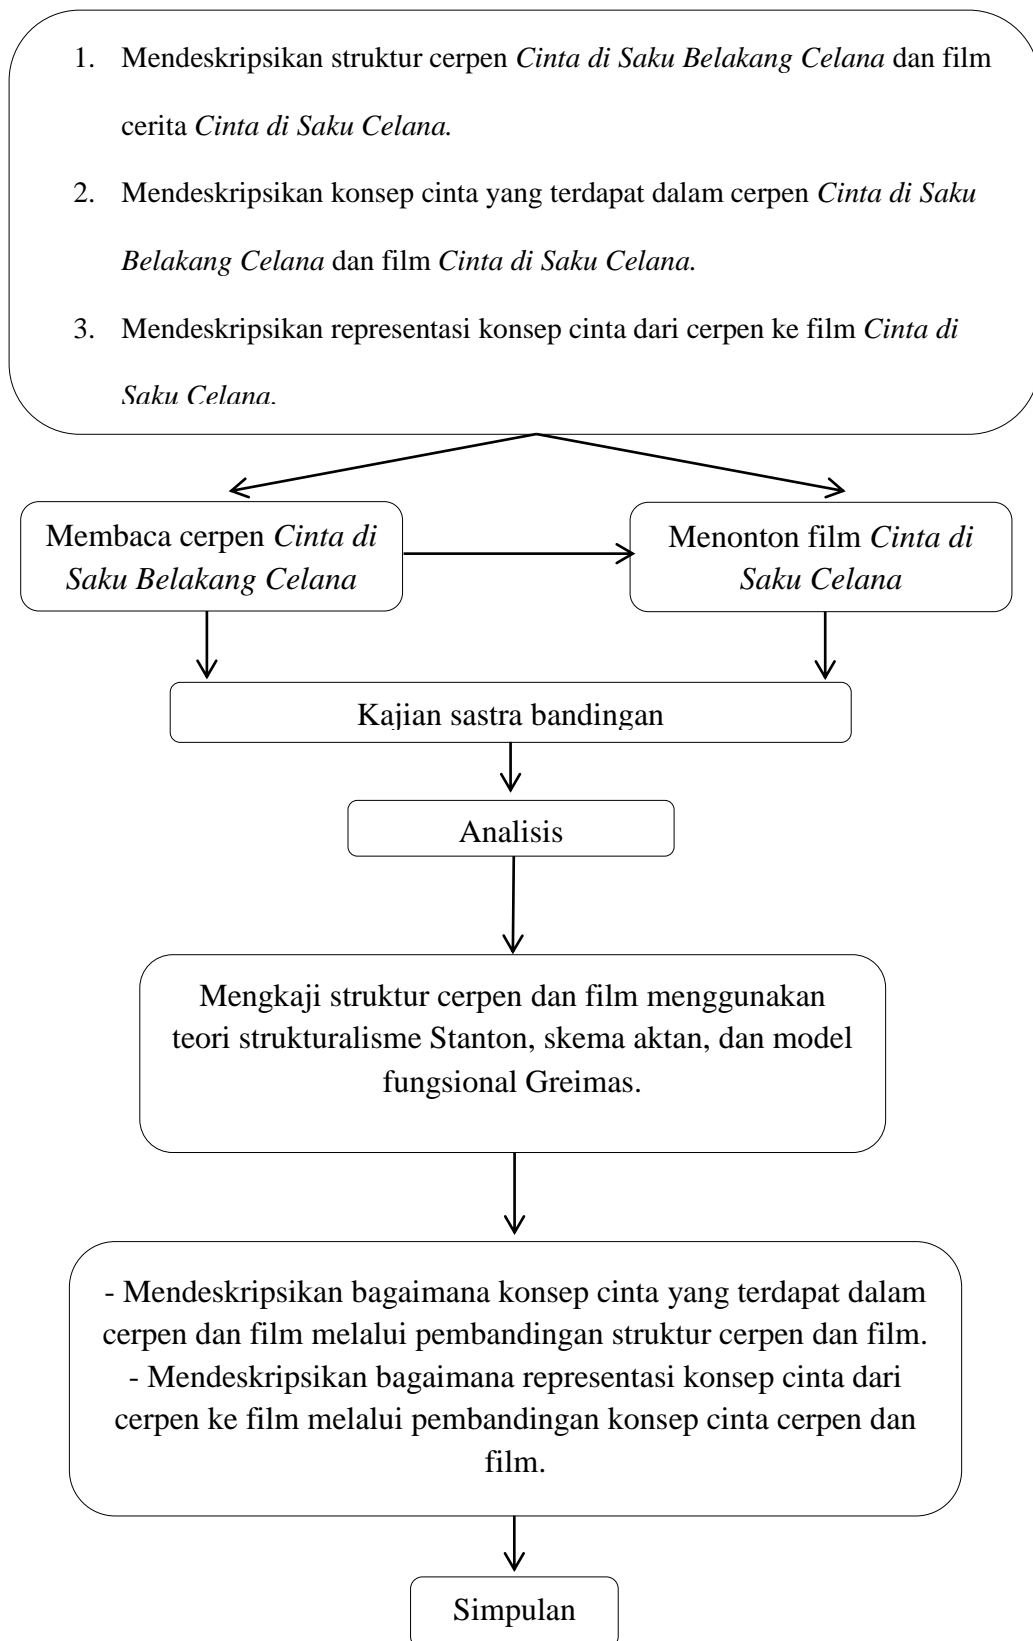 1. Mendeskripsikan struktur cerpen Cinta di Saku Belakang Celana dan film
cerita Cinta di Saku Celana.
2. Mendeskripsikan konsep cinta yang terdapat dalam cerpen Cinta di Saku
Belakang Celana dan film Cinta di Saku Celana.
3. Mendeskripsikan representasi konsep cinta dari cerpen ke film Cinta di
Saku Celana.
Membaca cerpen Cinta di
Saku Belakang Celana
Menonton film Cinta di
Saku Celana
Kajian sastra bandingan
Analisis
Mengkaji struktur cerpen dan film menggunakan
teori strukturalisme Stanton, skema aktan, dan model
fungsional Greimas.
- Mendeskripsikan bagaimana konsep cinta yang terdapat dalam
cerpen dan film melalui pembandingan struktur cerpen dan film.
- Mendeskripsikan bagaimana representasi konsep cinta dari
cerpen ke film melalui pembandingan konsep cinta cerpen dan
film.
Simpulan